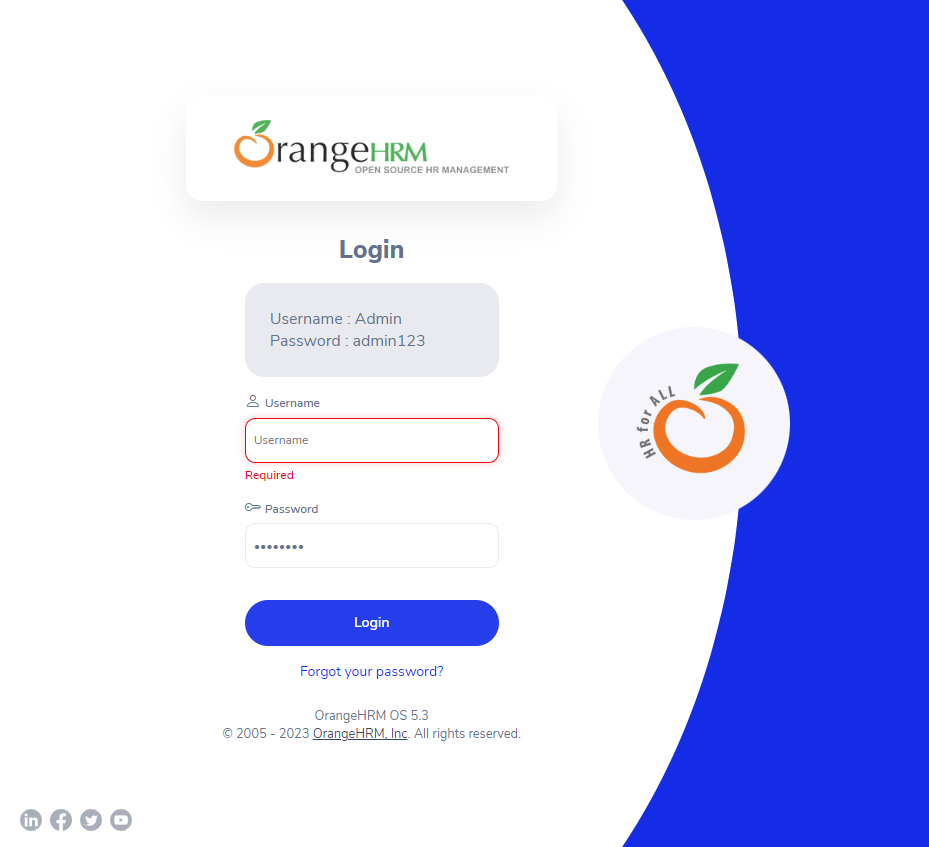 OrangeHRM
OPEN SOURCE HR MANAGEMENT
Login
Username : Admin
Password : admin123
Username
Username
Required
Password
••••••••
Login
Forgot your password?
OrangeHRM OS 5.3
© 2005 - 2023 OrangeHRM, Inc. All rights reserved.
HR for ALL
in